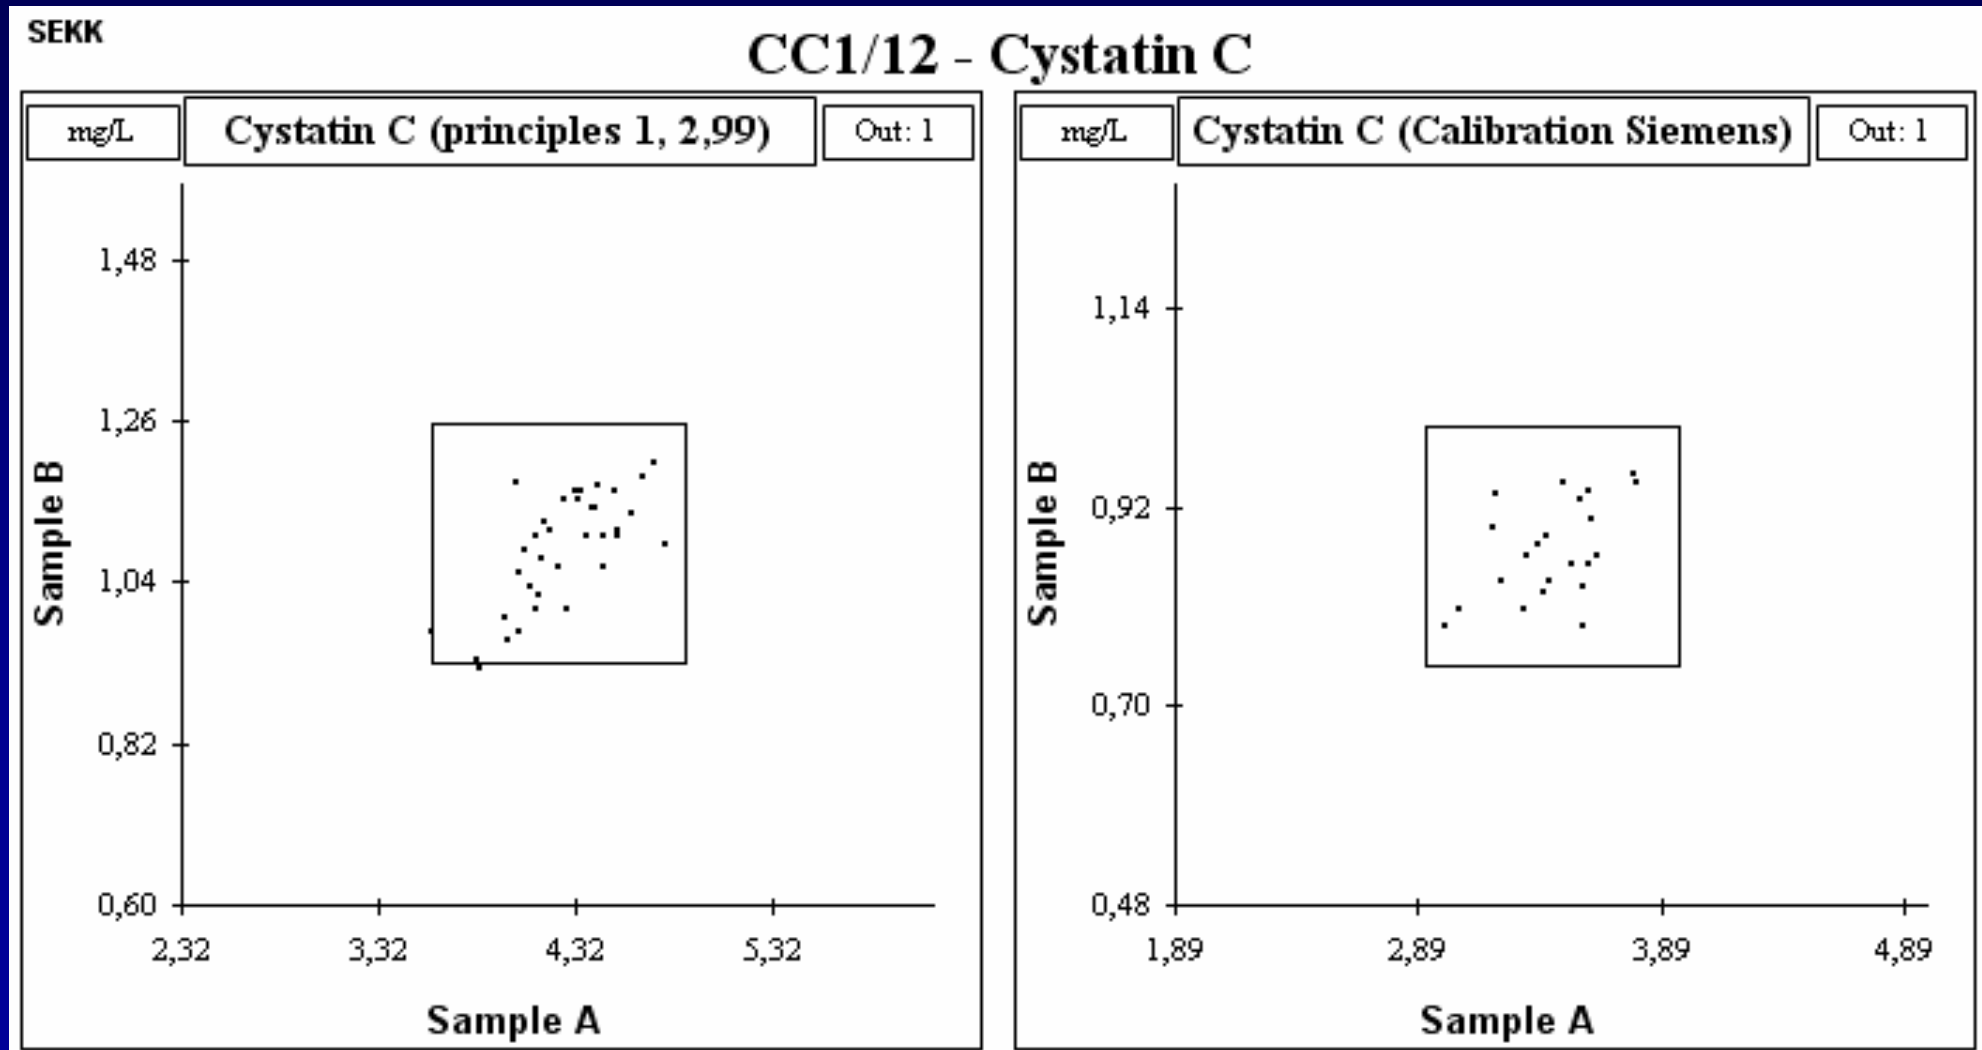 SEKK
CC1/12 - Cystatin C
mg/L
Cystatin C (principles 1, 2,99)
Out: 1
1,48
1,26
1,04
0,82
0,60
2,32
3,32
4,32
5,32
Sample B
Sample A
mg/L
Cystatin C (Calibration Siemens)
Out: 1
1,14
0,92
0,70
0,48
1,89
2,89
3,89
4,89
Sample B
Sample A